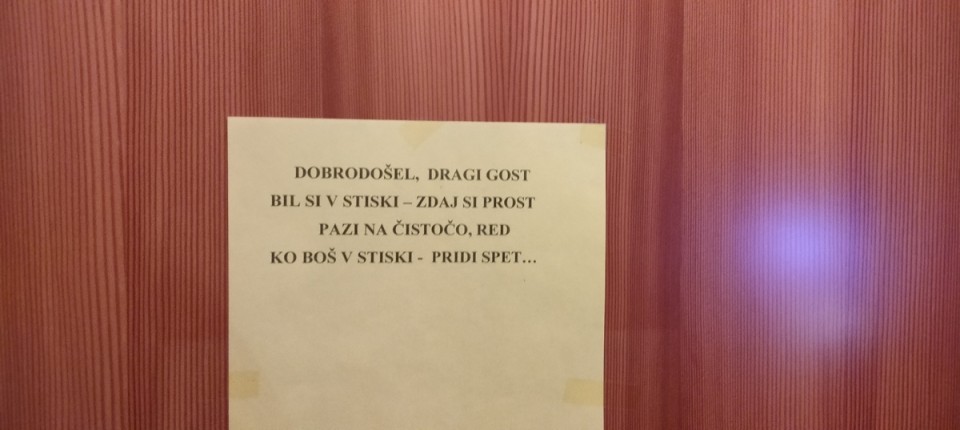 DOBRODOŠEL, DRAGI GOST
BIL SI V STISKI – ZDAJ SI PROST
PAZI NA ČISTOČO, RED
KO BOŠ V STISKI - PRIDI SPET...